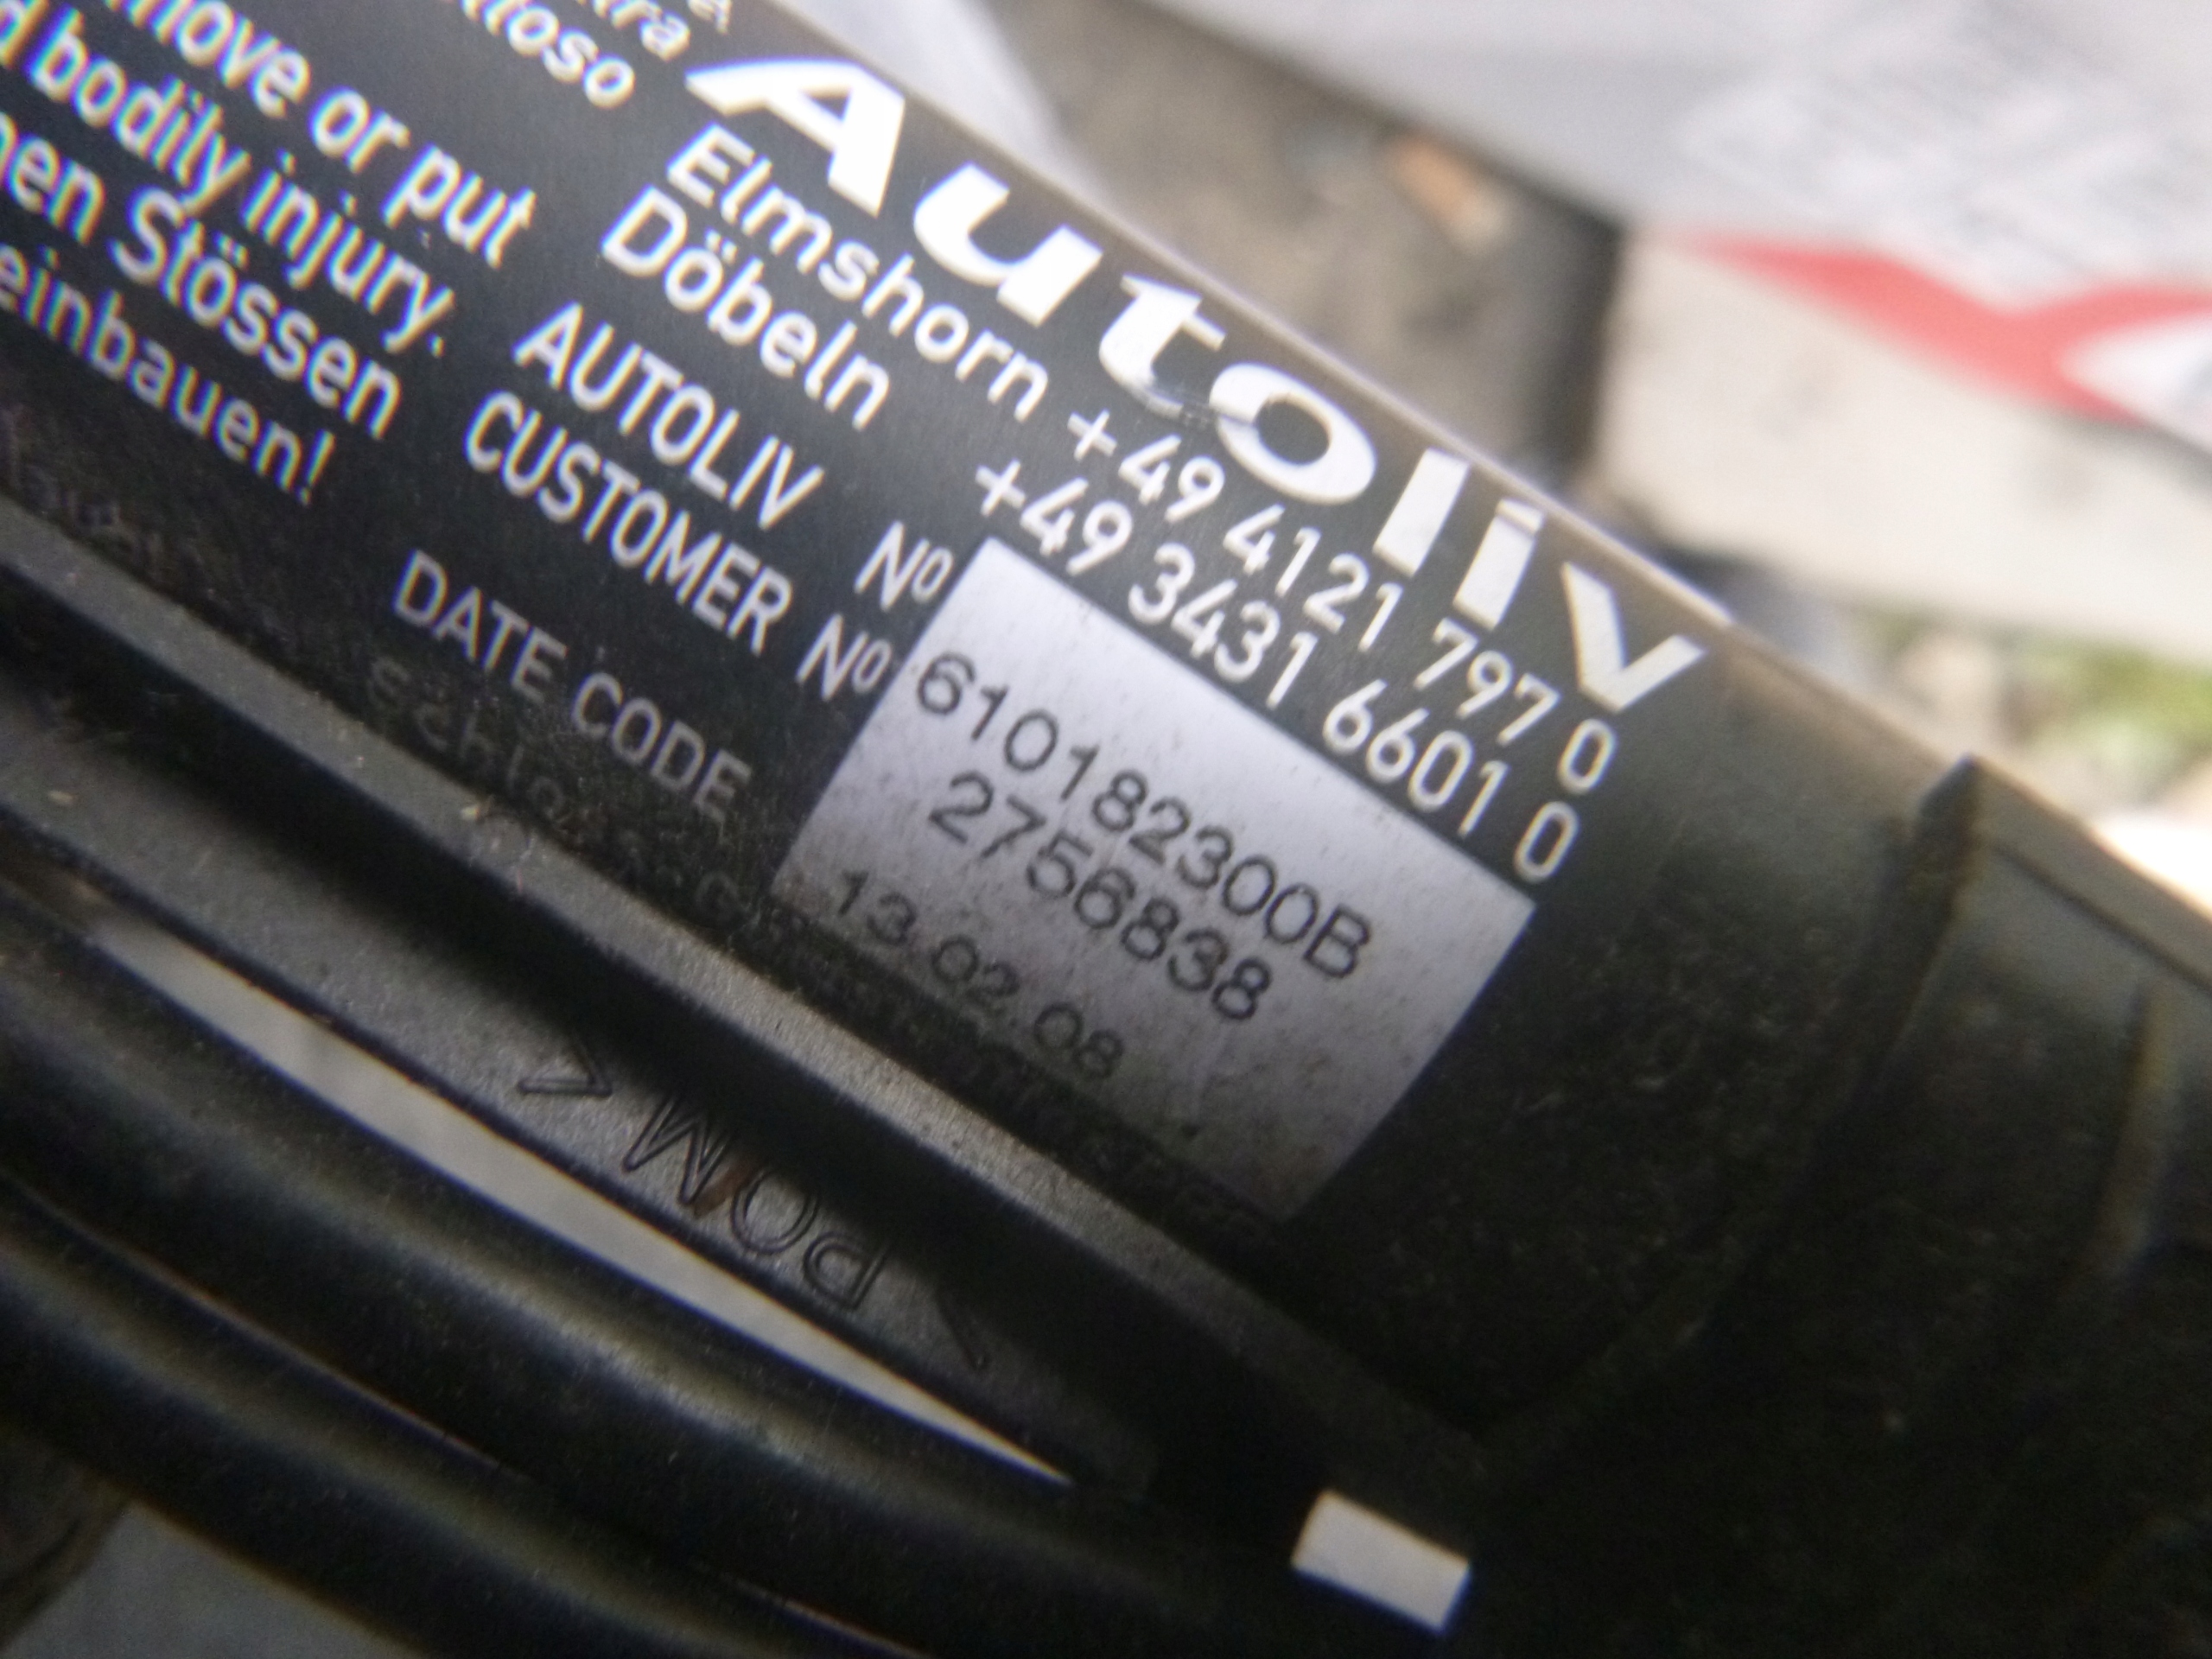 move or put
bodily injury.
Stössen
einbauen!
Autoliv
Elmshorn +49 4121 797 0
Döbeln +49 3431 6601 0
AUTOLIV Nº 610182300B
CUSTOMER Nº 2756838
DATE CODE 13.02.08
>POM<